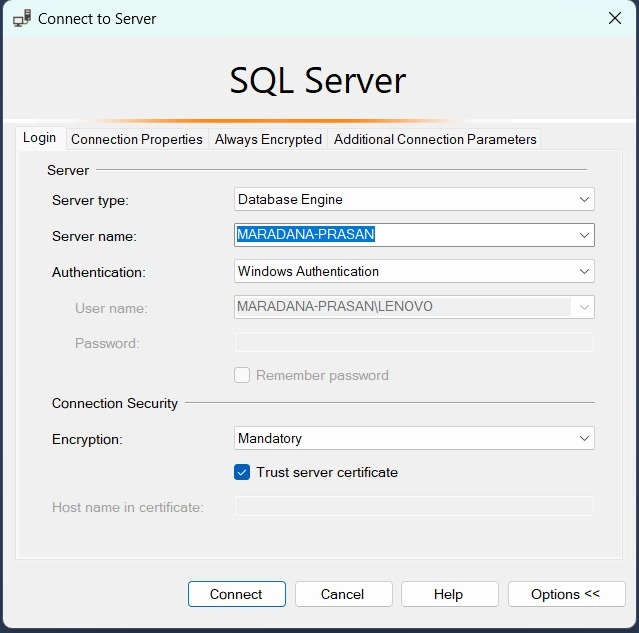 Connect to Server
SQL Server
Login Connection Properties Always Encrypted Additional Connection Parameters
Server
Server type: Database Engine
Server name: MARADANA-PRASAN
Authentication: Windows Authentication
User name: MARADANA-PRASAN\LENOVO
Password:
Remember password
Connection Security
Encryption: Mandatory
Trust server certificate
Host name in certificate:
Connect Cancel Help Options <<